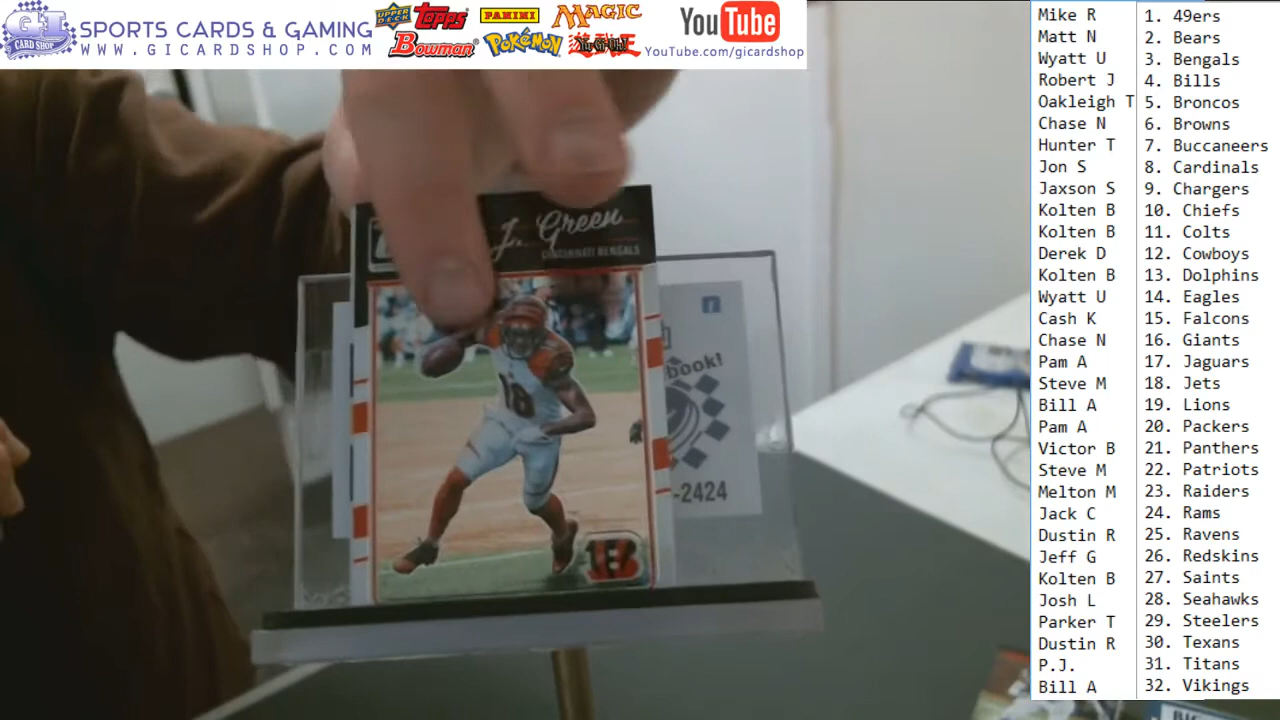 SPORTS CARDS & GAMING
WWW.GICARDSHOP.COM
GI
CARD SHOP
UPPER DECK
Topps
PANINI
MAGIC
Bowman
POKéMON
Yu-Gi-Oh!
YouTube
YouTube.com/gicardshop
J. Green
CINCINNATI BENGALS
18
book!
-2424
Mike R 1. 49ers
Matt N 2. Bears
Wyatt U 3. Bengals
Robert J 4. Bills
Oakleigh T 5. Broncos
Chase N 6. Browns
Hunter T 7. Buccaneers
Jon S 8. Cardinals
Jaxson S 9. Chargers
Kolten B 10. Chiefs
Kolten B 11. Colts
Derek D 12. Cowboys
Kolten B 13. Dolphins
Wyatt U 14. Eagles
Cash K 15. Falcons
Chase N 16. Giants
Pam A 17. Jaguars
Steve M 18. Jets
Bill A 19. Lions
Pam A 20. Packers
Victor B 21. Panthers
Steve M 22. Patriots
Melton M 23. Raiders
Jack C 24. Rams
Dustin R 25. Ravens
Jeff G 26. Redskins
Kolten B 27. Saints
Josh L 28. Seahawks
Parker T 29. Steelers
Dustin R 30. Texans
P.J. 31. Titans
Bill A 32. Vikings